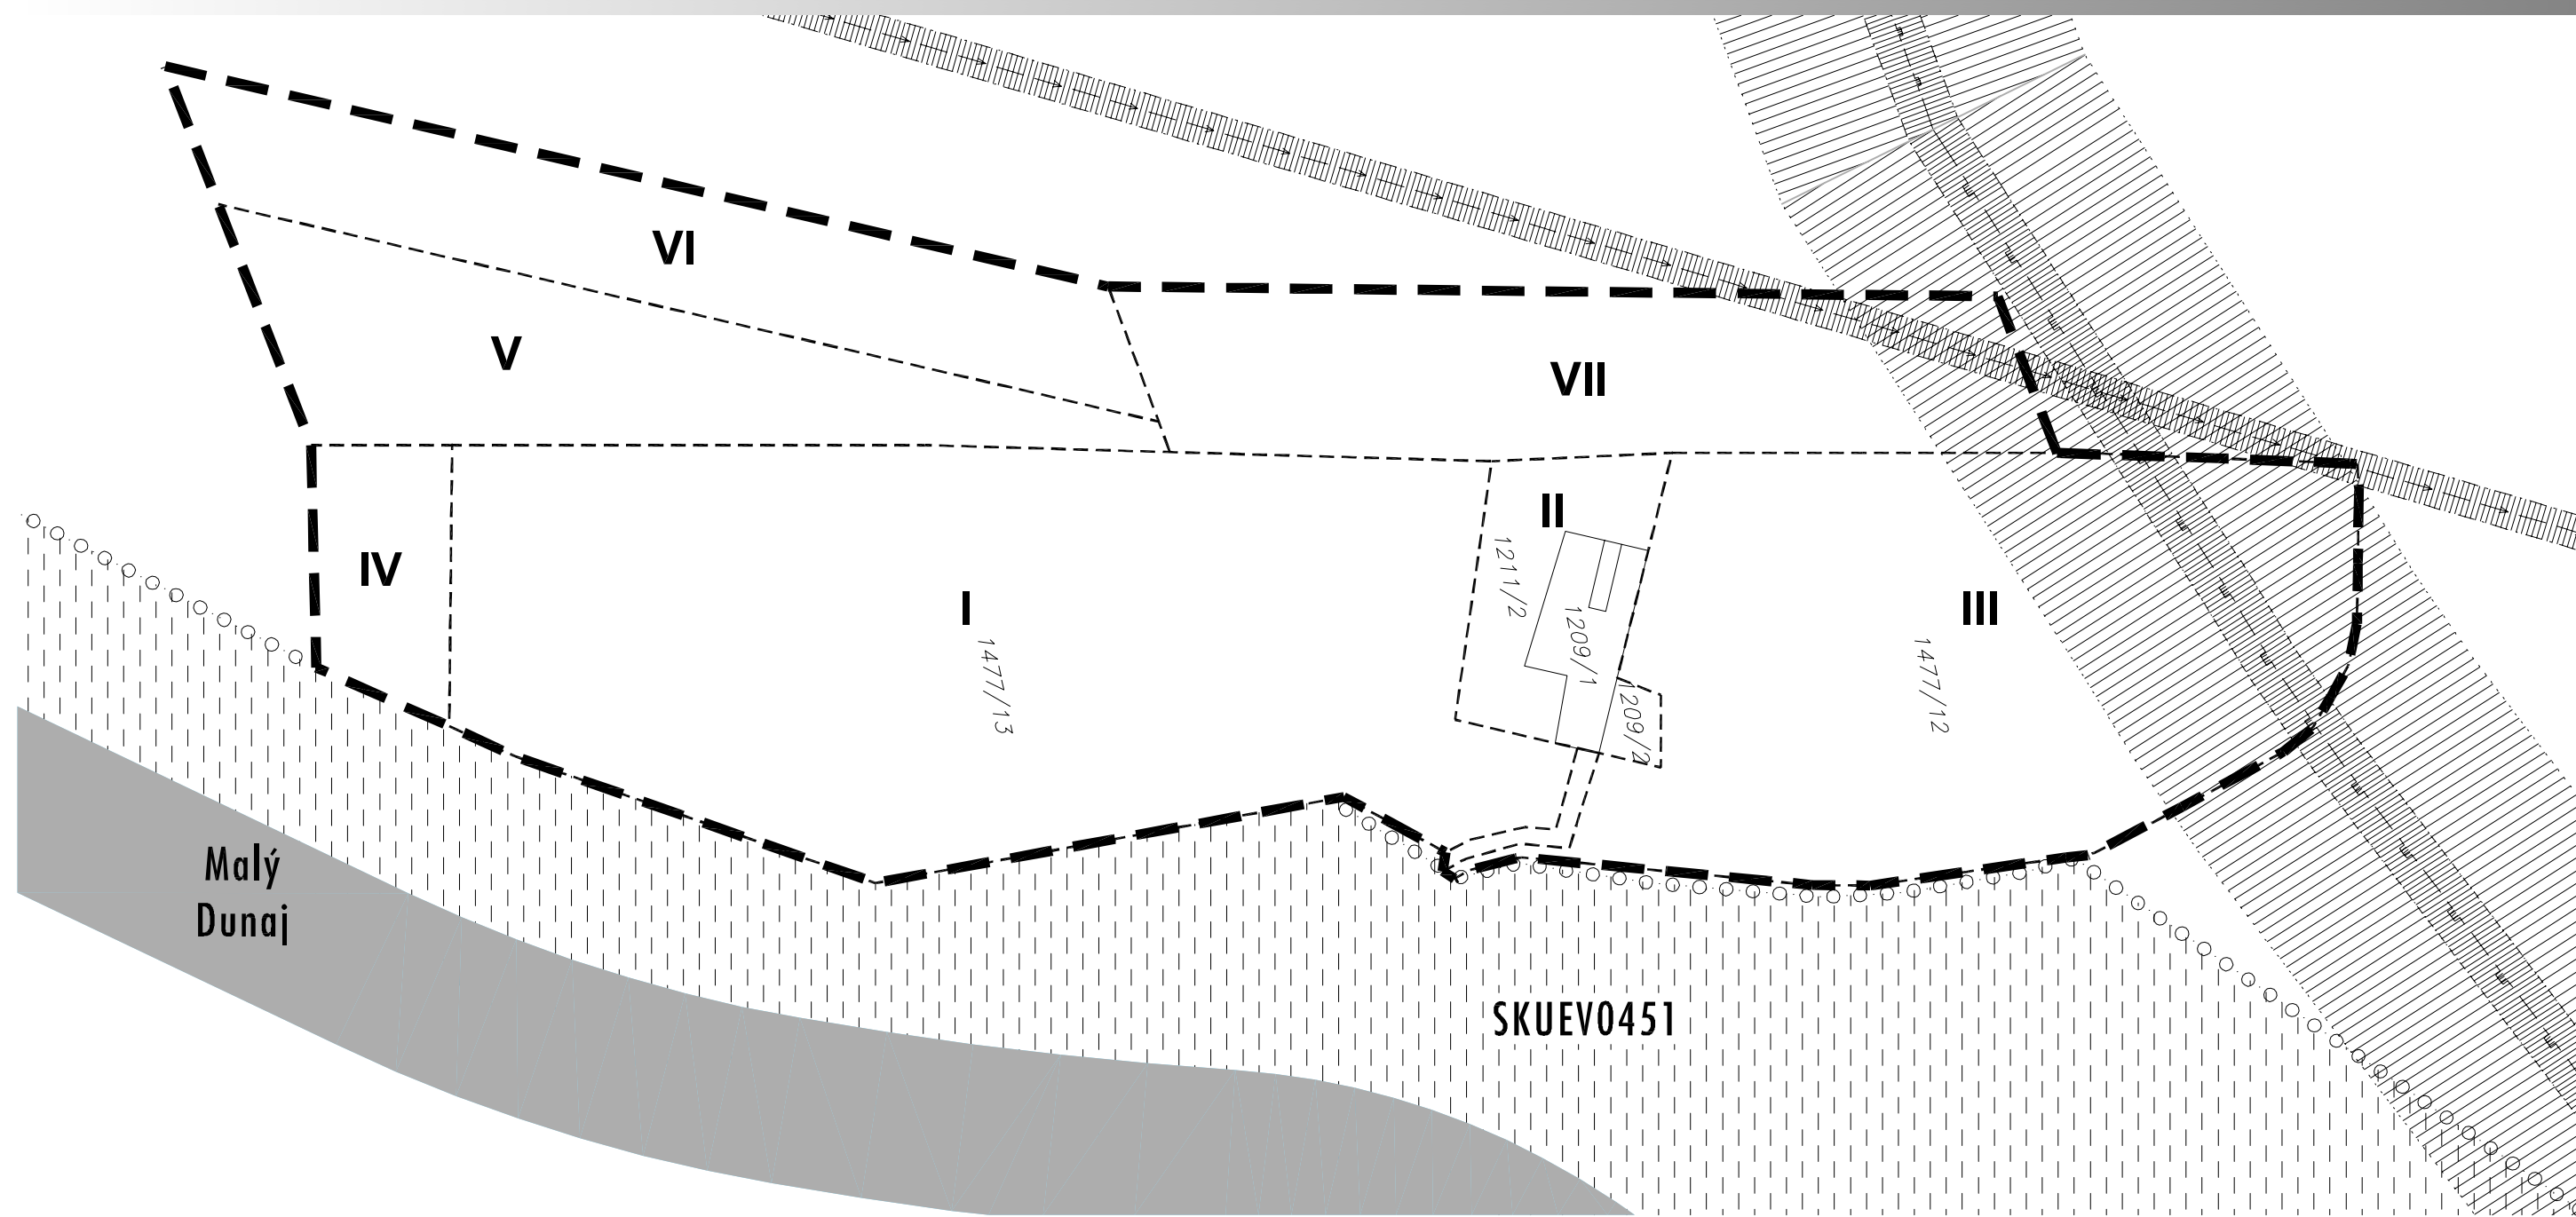 VI
V
VII
II
1211/2
IV
I
1209/1
III
1477/13
1209/2
1477/12
Malý
Dunaj
SKUEV0451